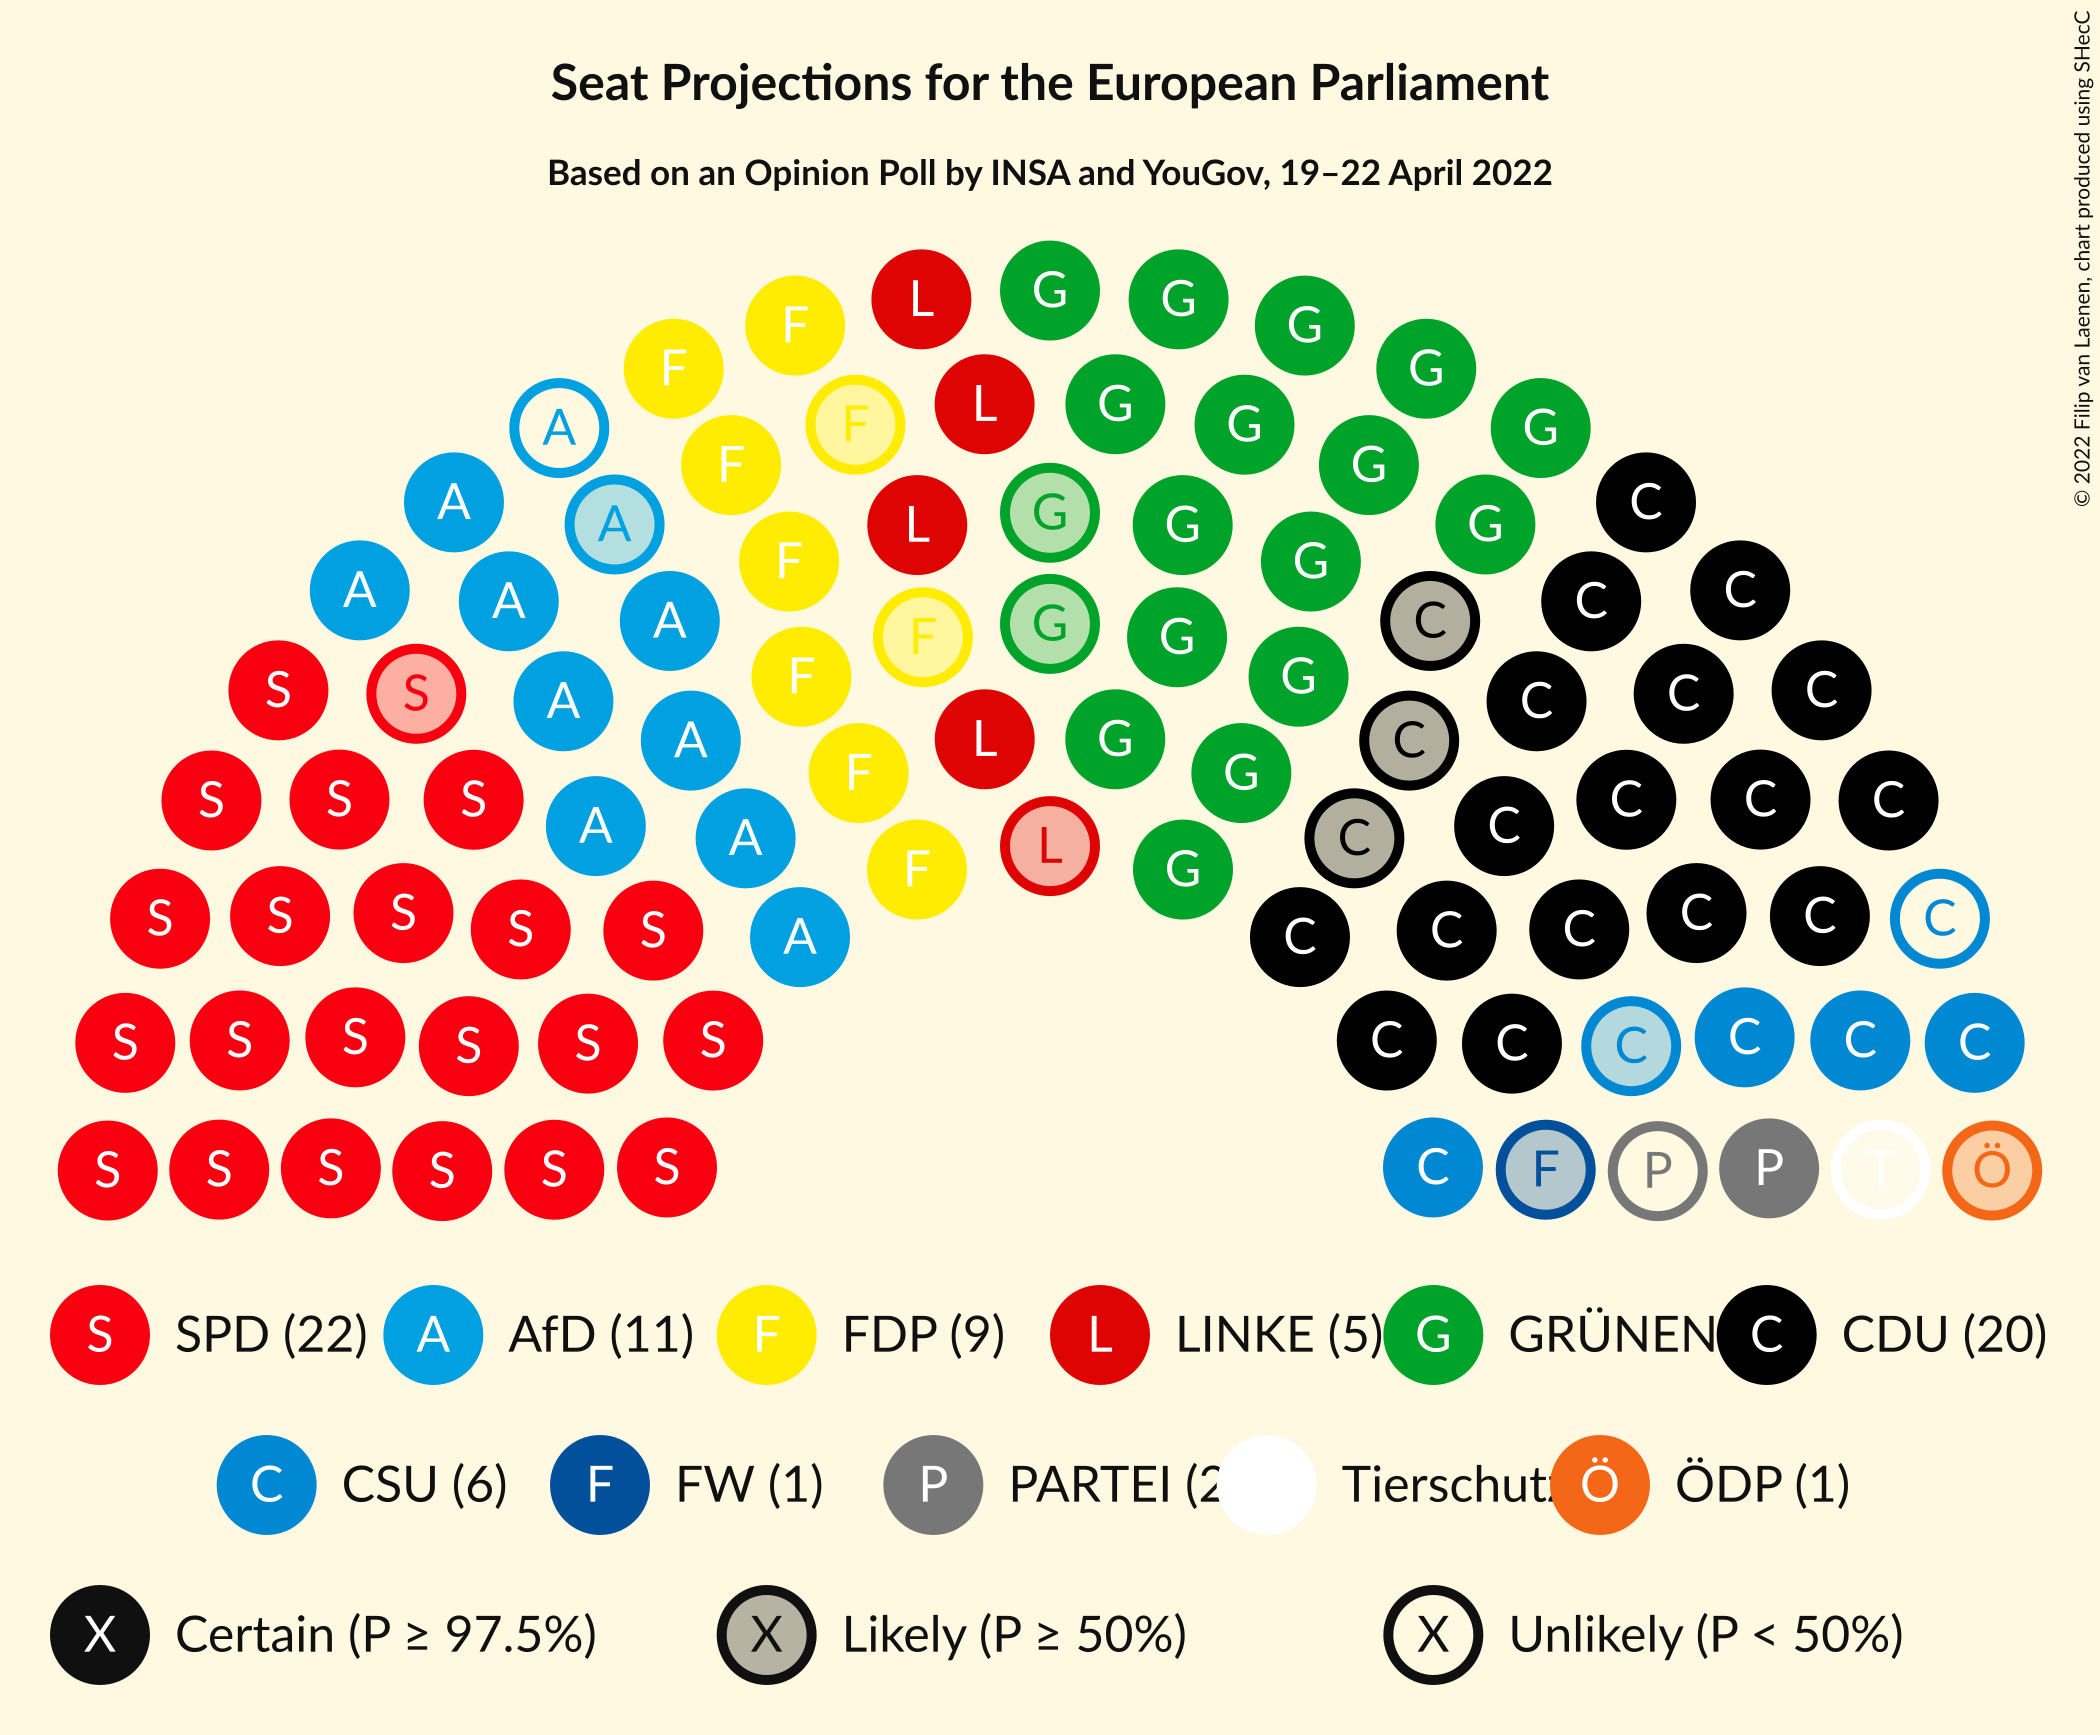 Seat Projections for the European Parliament
Based on an Opinion Poll by INSA and YouGov, 19–22 April 2022
© 2022 Filip van Laenen, chart produced using SHecC
L G G
F G
F G
L G
A F G G
F G
A G C
A L G G
F G
A A C C
A G C
F G
F G
S S A C C C
A L G C
F G
S S S C C C
A A L C C
F G
S S S S S A C C C C C C
S S S S S S C C C C C C
S S S S S S C F P P T Ö
S SPD (22) A AfD (11) F FDP (9) L LINKE (5) G GRÜNEN C CDU (20)
C CSU (6) F FW (1) P PARTEI (2 Tierschutz Ö ÖDP (1)
X Certain (P ≥ 97.5%) X Likely (P ≥ 50%) X Unlikely (P < 50%)